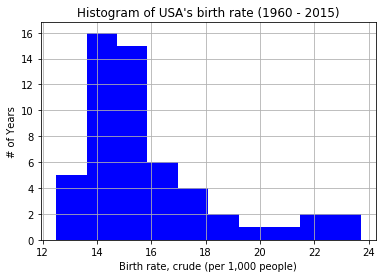 Histogram of USA's birth rate (1960 - 2015)
16
14
12
10
8
6
4
2
0
# of Years
12 14 16 18 20 22 24
Birth rate, crude (per 1,000 people)